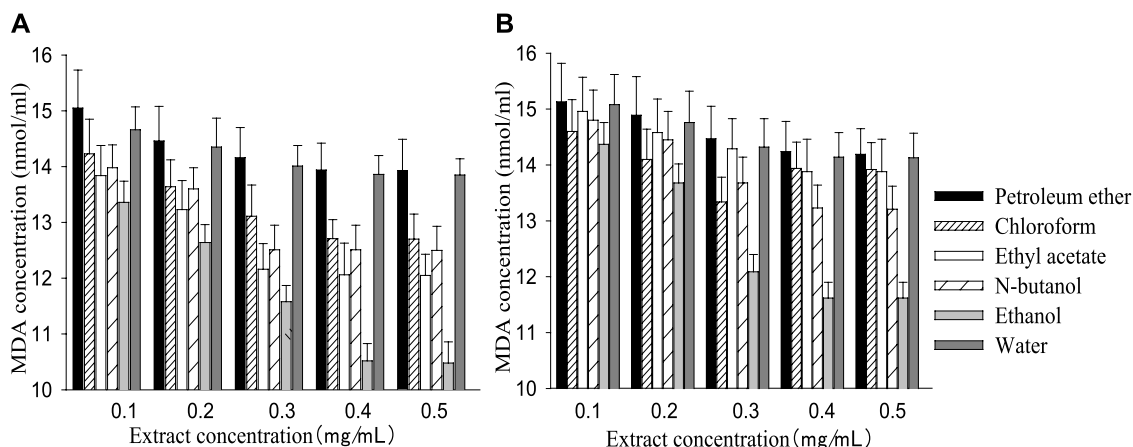 A
MDA concentration (nmol/ml)
16
15
14
13
12
11
10
0.1 0.2 0.3 0.4 0.5
Extract concentration(mg/mL)
B
MDA concentration (nmol/ml)
16
15
14
13
12
11
10
0.1 0.2 0.3 0.4 0.5
Extract concentration(mg/mL)
Petroleum ether
Chloroform
Ethyl acetate
N-butanol
Ethanol
Water